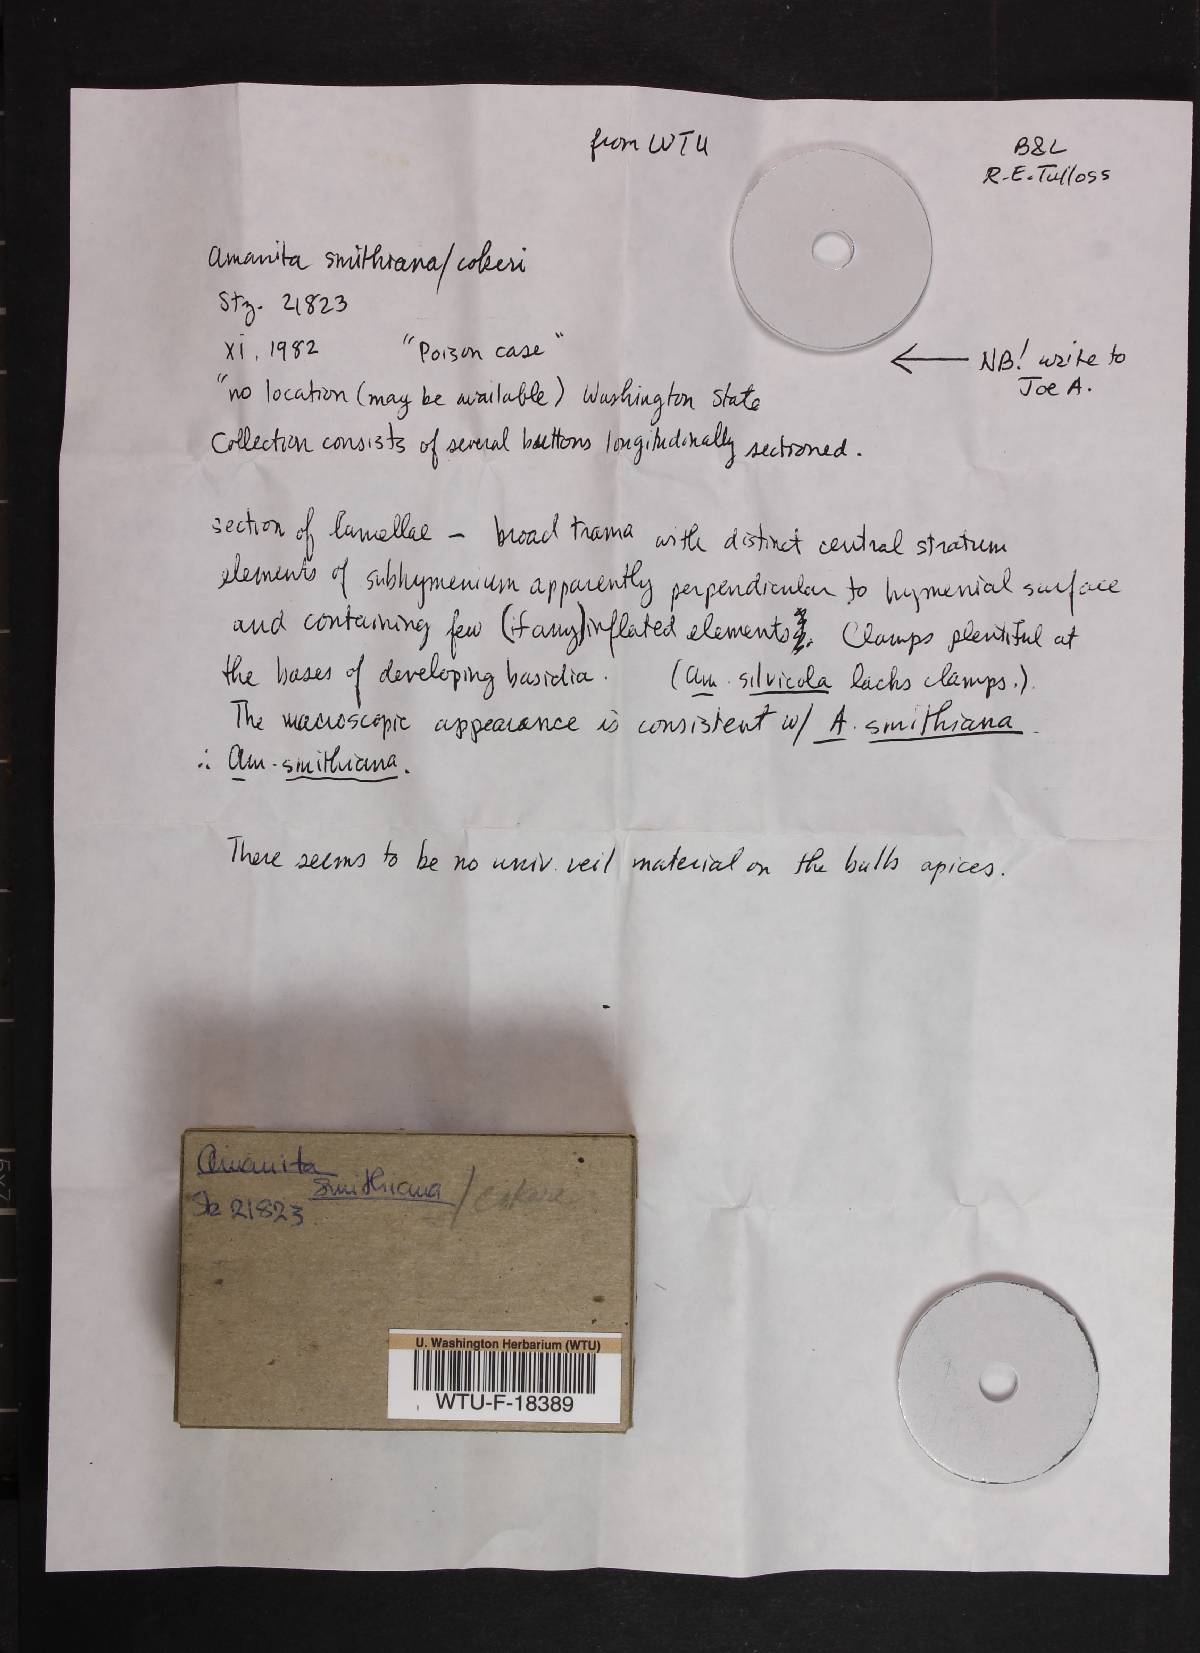 from WTU
B&L
R.E. Tulloss
Amanita smithiana/cokeri
Stz. 21823
xi. 1982 "Poison case"
NB! write to
Joe A.
"no location (may be available) Washington State
Collection consists of several buttons longitudinally sectioned.
section of lamellae - broad trama with distinct central stratum
elements of subhymenium apparently perpendicular to hymenial surface
and containing few (if any) inflated elements. Clamps plentiful at
the bases of developing basidia. (Am. silvicola lacks clamps.).
The macroscopic appearance is consistent w/ A. smithiana.
∴ Am. smithiana.
There seems to be no univ. veil material on the bulb apices.
Amanita
smithiana /
Stz 21823
U. Washington Herbarium (WTU)
WTU-F-18389